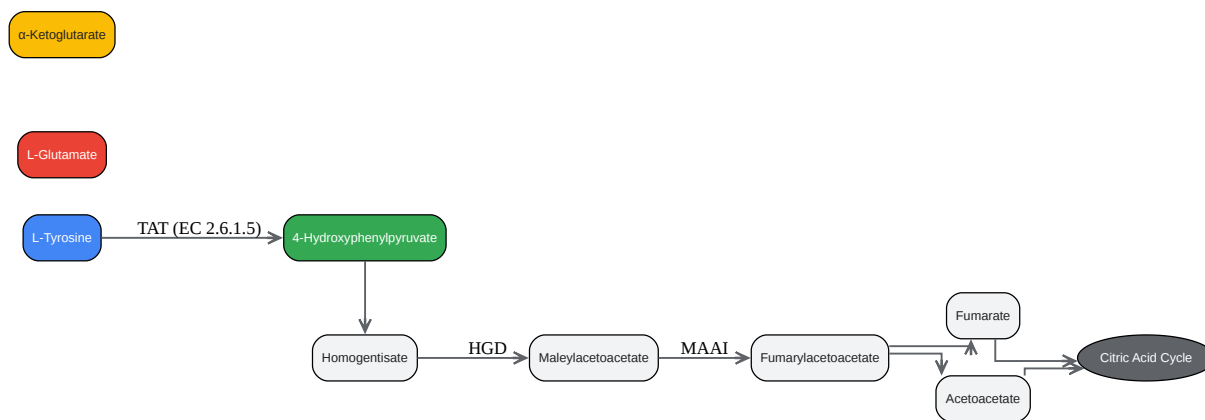 α-Ketoglutarate
L-Glutamate
L-Tyrosine
TAT (EC 2.6.1.5)
4-Hydroxyphenylpyruvate
Homogentisate
HGD
Maleylacetoacetate
MAAI
Fumarylacetoacetate
Fumarate
Acetoacetate
Citric Acid Cycle